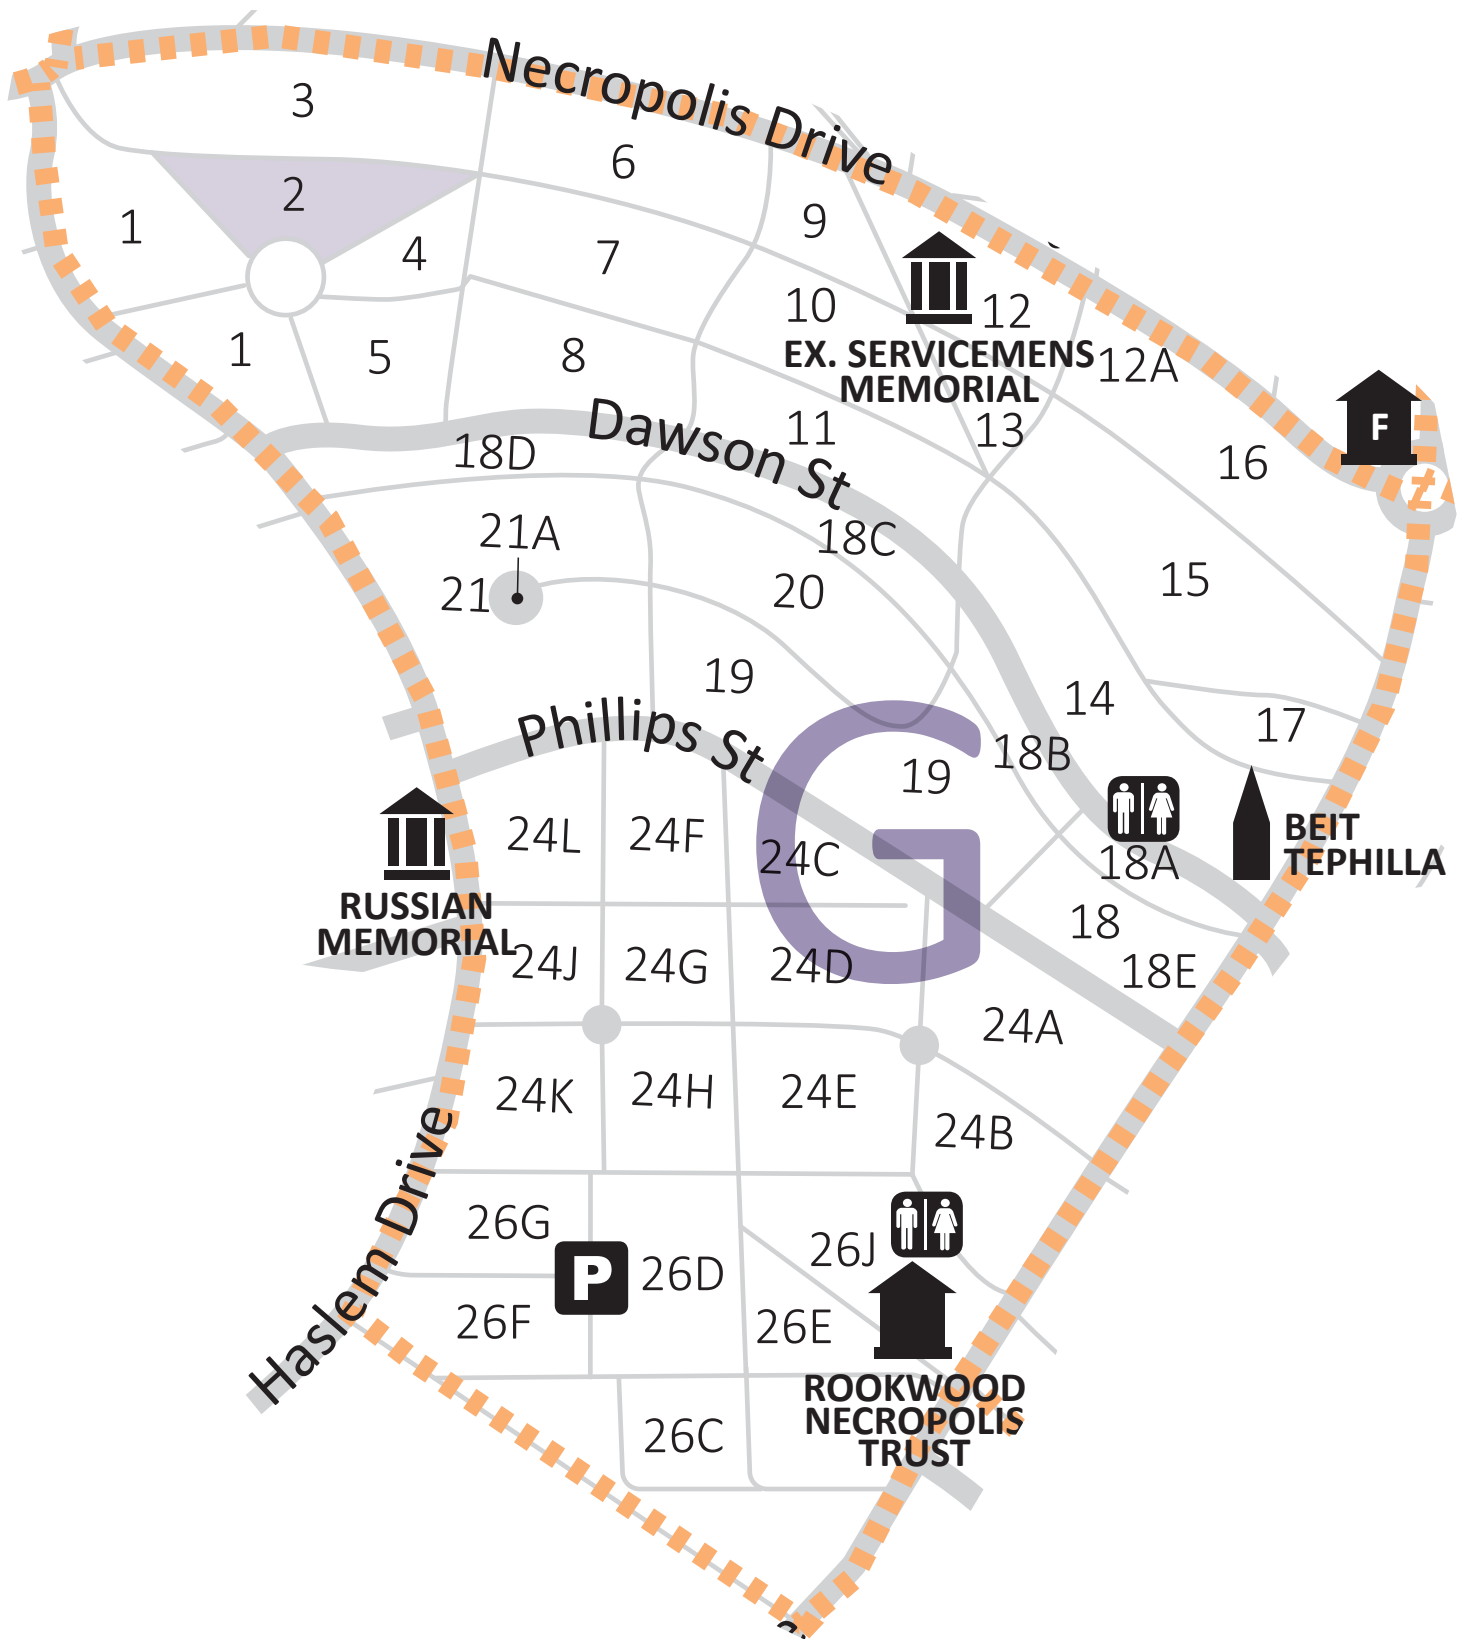 Necropolis Drive
3
6
2
1
9
4
7
10
12
EX. SERVICEMENS
MEMORIAL
12A
1
5
8
F
11
13
Dawson St
18D
16
21A
18C
21
20
15
19
14
17
Phillips St
18B
19
G
24L
24F
24C
18A
BEIT
TEPHILLA
RUSSIAN
MEMORIAL
18
24J
24G
24D
18E
24A
24K
24H
24E
24B
Haslem Drive
26G
26J
P
26D
26F
26E
ROOKWOOD
NECROPOLIS
TRUST
26C